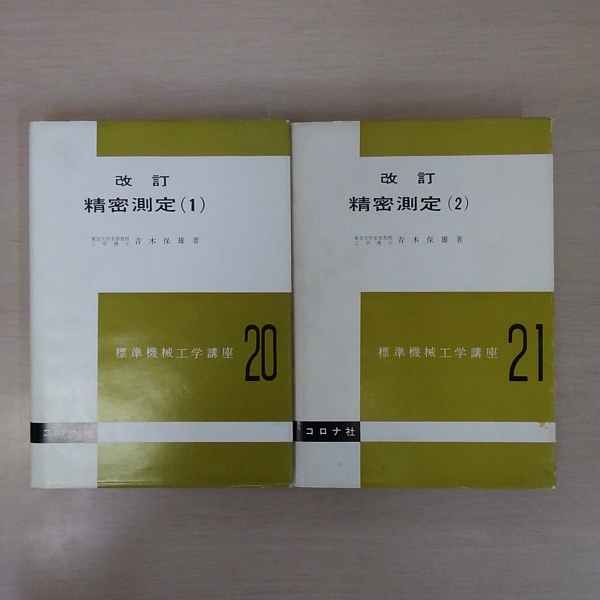 改訂
精密測定(1)
東京大学名誉教授
工学博士 青木保雄著
標準機械工学講座 20
コロナ
改訂
精密測定(2)
東京大学名誉教授
工学博士 青木保雄著
標準機械工学講座 21
コロナ社